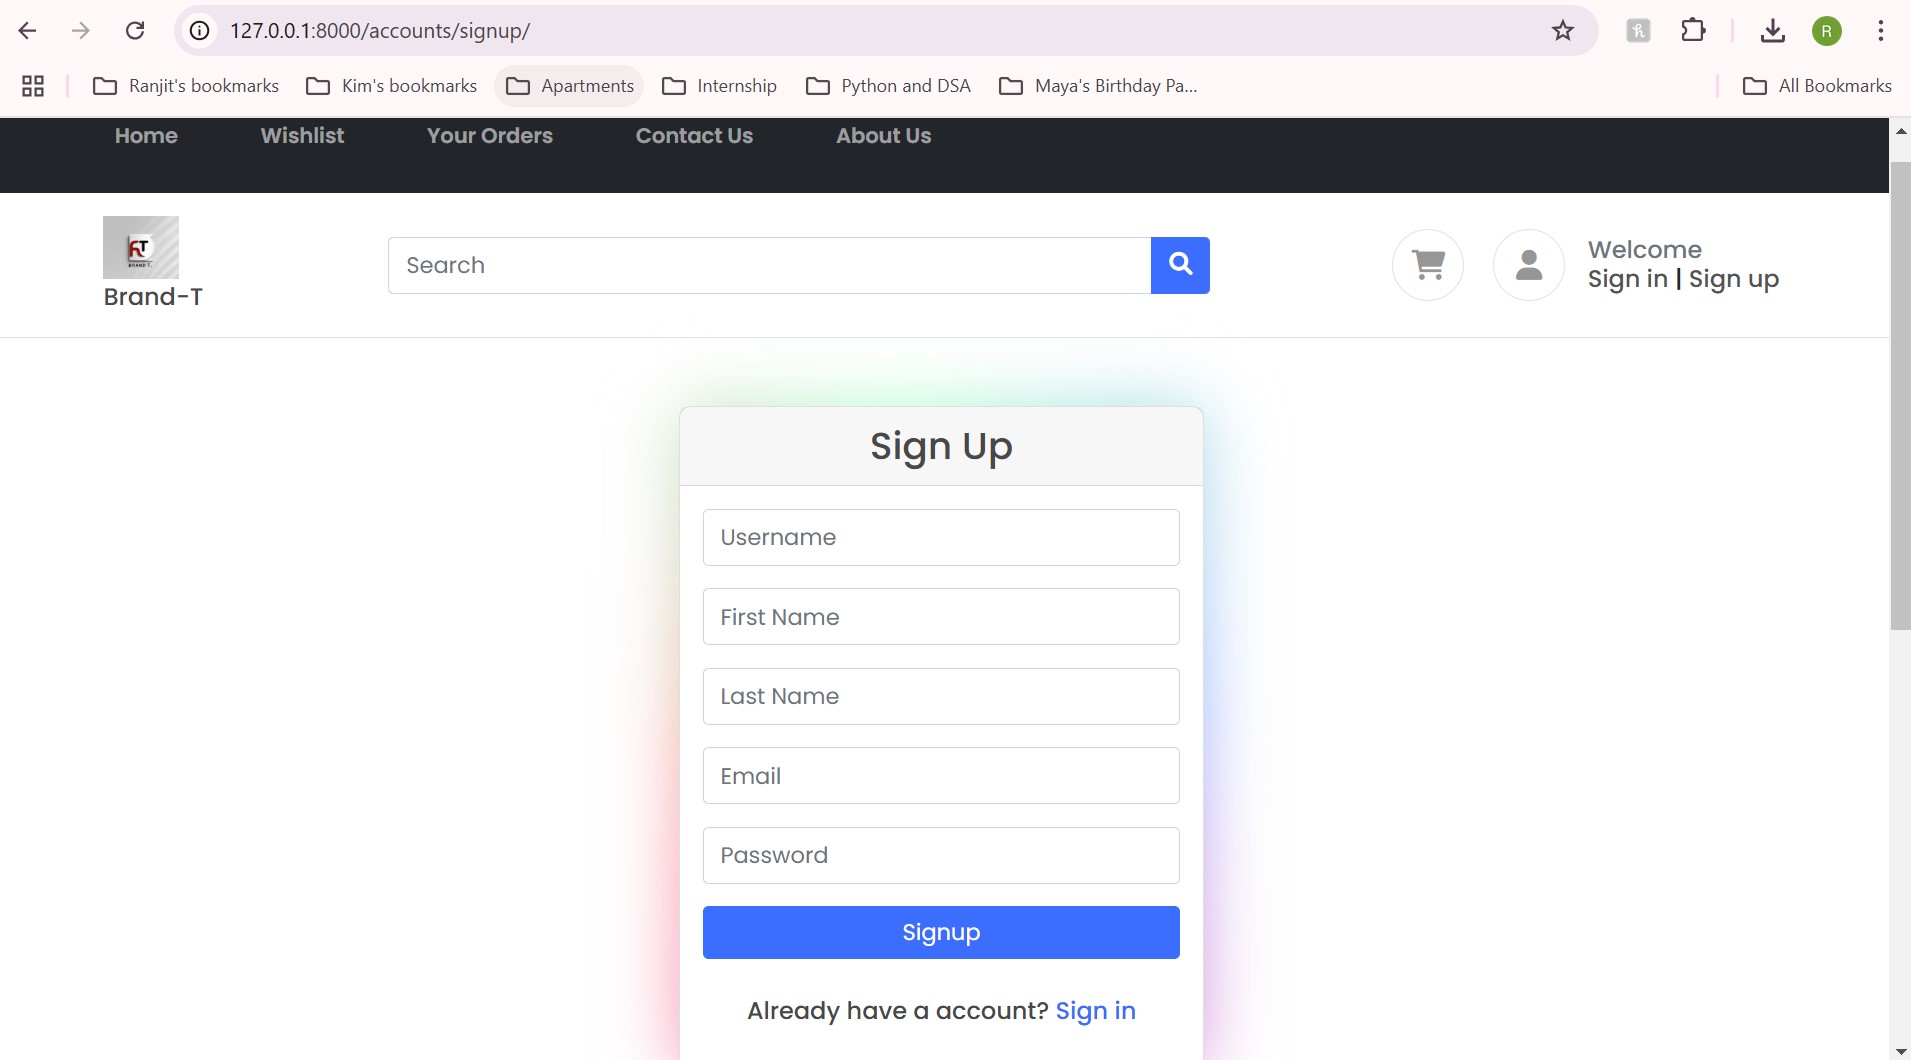 127.0.0.1:8000/accounts/signup/
R
Ranjit's bookmarks Kim's bookmarks Apartments Internship Python and DSA Maya's Birthday Pa... All Bookmarks
Home Wishlist Your Orders Contact Us About Us
RT
BRAND T.
Brand-T
Search
Welcome
Sign in | Sign up
Sign Up
Username
First Name
Last Name
Email
Password
Signup
Already have a account? Sign in